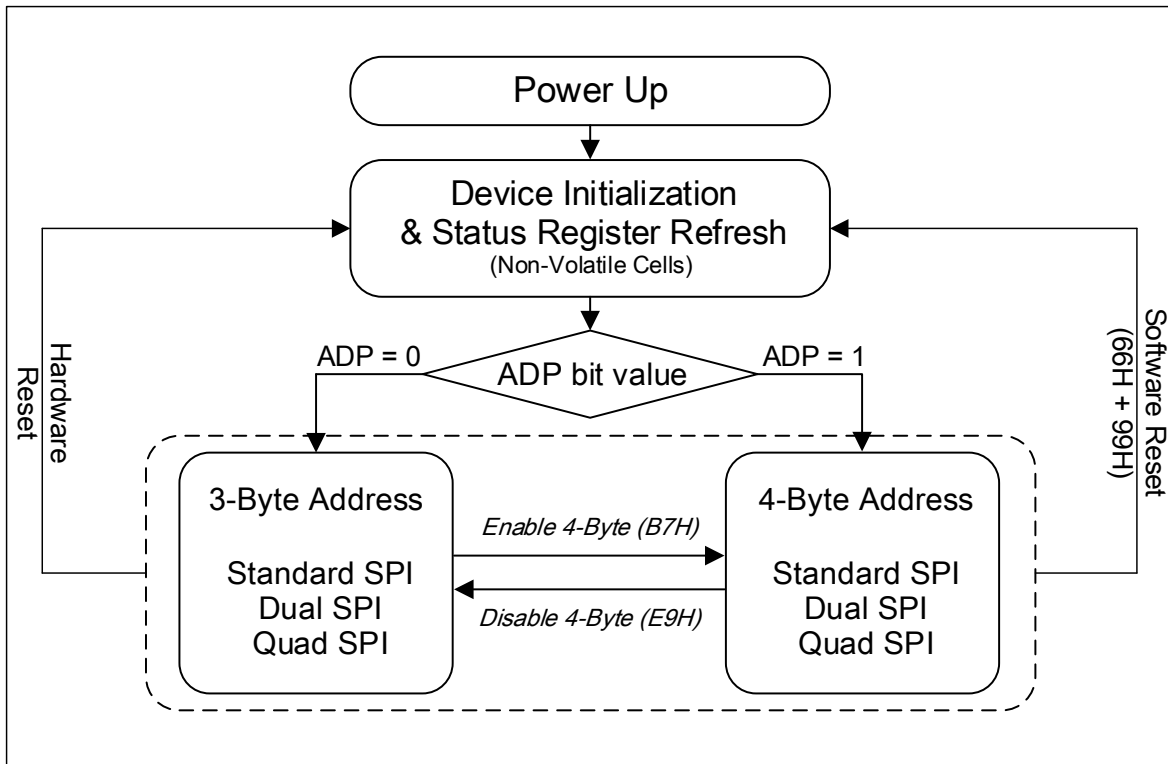 Power Up
Device Initialization
& Status Register Refresh
(Non-Volatile Cells)
ADP = 0
ADP bit value
ADP = 1
Hardware
Reset
Software Reset
(66H + 99H)
3-Byte Address
Standard SPI
Dual SPI
Quad SPI
Enable 4-Byte (B7H)
Disable 4-Byte (E9H)
4-Byte Address
Standard SPI
Dual SPI
Quad SPI